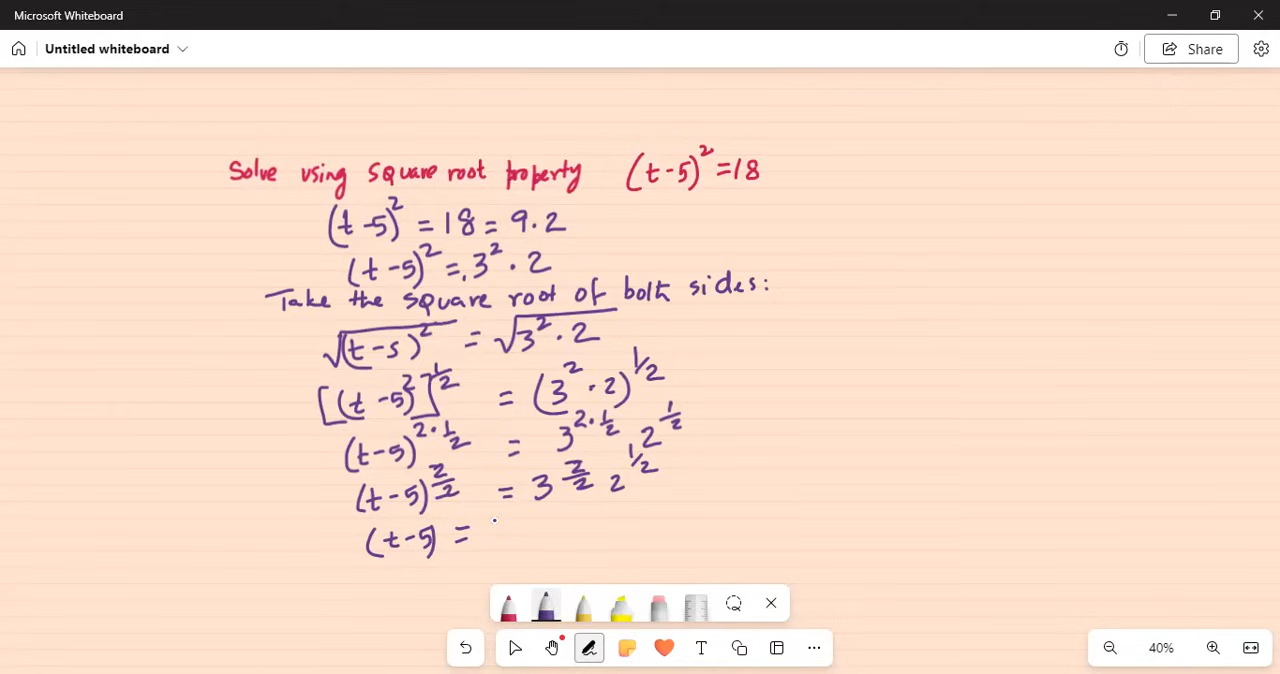 Microsoft Whiteboard
Untitled whiteboard
Share
Solve using square root property (t-5)² = 18
(t-5)² = 18 = 9·2
(t-5)² = 3²·2
Take the square root of both sides:
√(t-5)² = √3²·2
[(t-5)²]^1/2 = (3²·2)^1/2
(t-5)^2·1/2 = 3^2·1/2 2^1/2
(t-5)^2/2 = 3^2/2 2^1/2
(t-5) =
T
40%